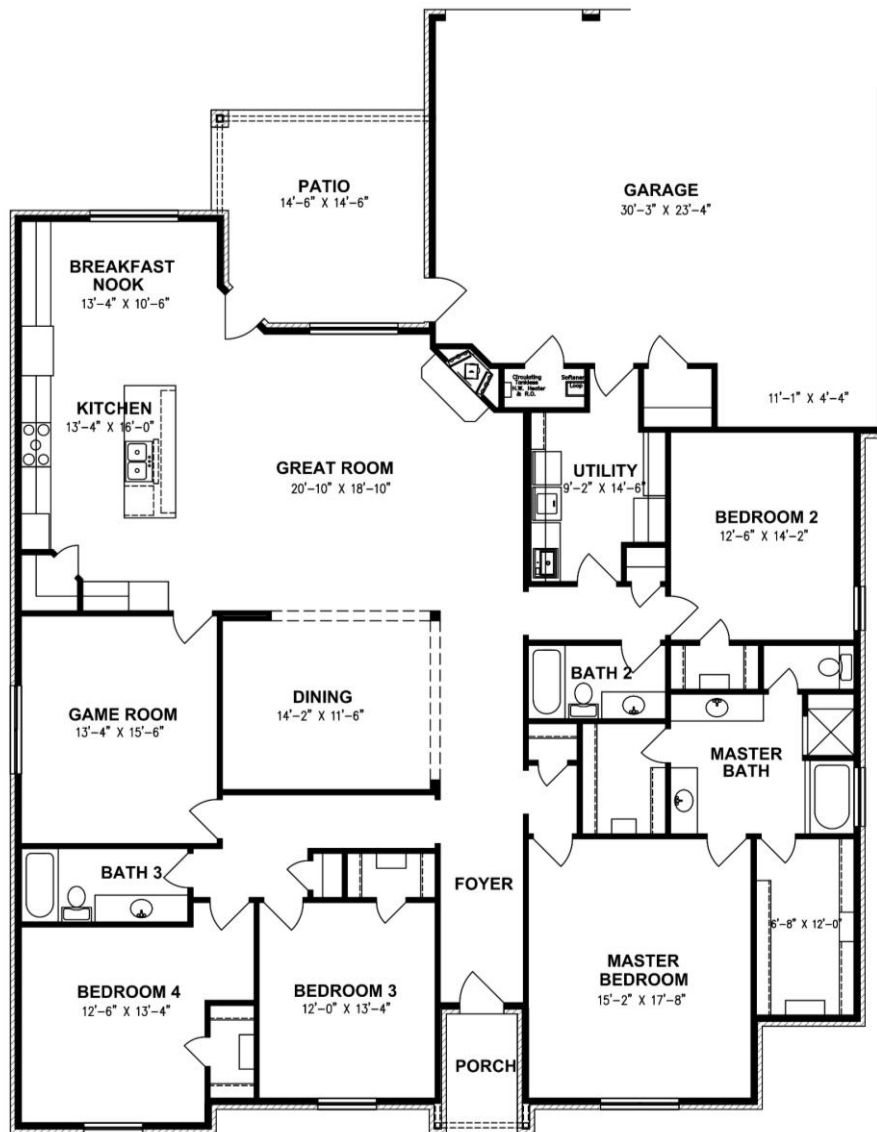 PATIO
14'-6" X 14'-6"
GARAGE
30'-3" X 23'-4"
BREAKFAST
NOOK
13'-4" X 10'-6"
Circulating
Tankless
H.W. Heater
& R.O.
Softener
Loop
11'-1" X 4'-4"
KITCHEN
13'-4" X 16'-0"
GREAT ROOM
20'-10" X 18'-10"
UTILITY
9'-2" X 14'-6"
BEDROOM 2
12'-6" X 14'-2"
BATH 2
GAME ROOM
13'-4" X 15'-6"
DINING
14'-2" X 11'-6"
MASTER
BATH
BATH 3
FOYER
6'-8" X 12'-0"
BEDROOM 4
12'-6" X 13'-4"
BEDROOM 3
12'-0" X 13'-4"
MASTER
BEDROOM
15'-2" X 17'-8"
PORCH